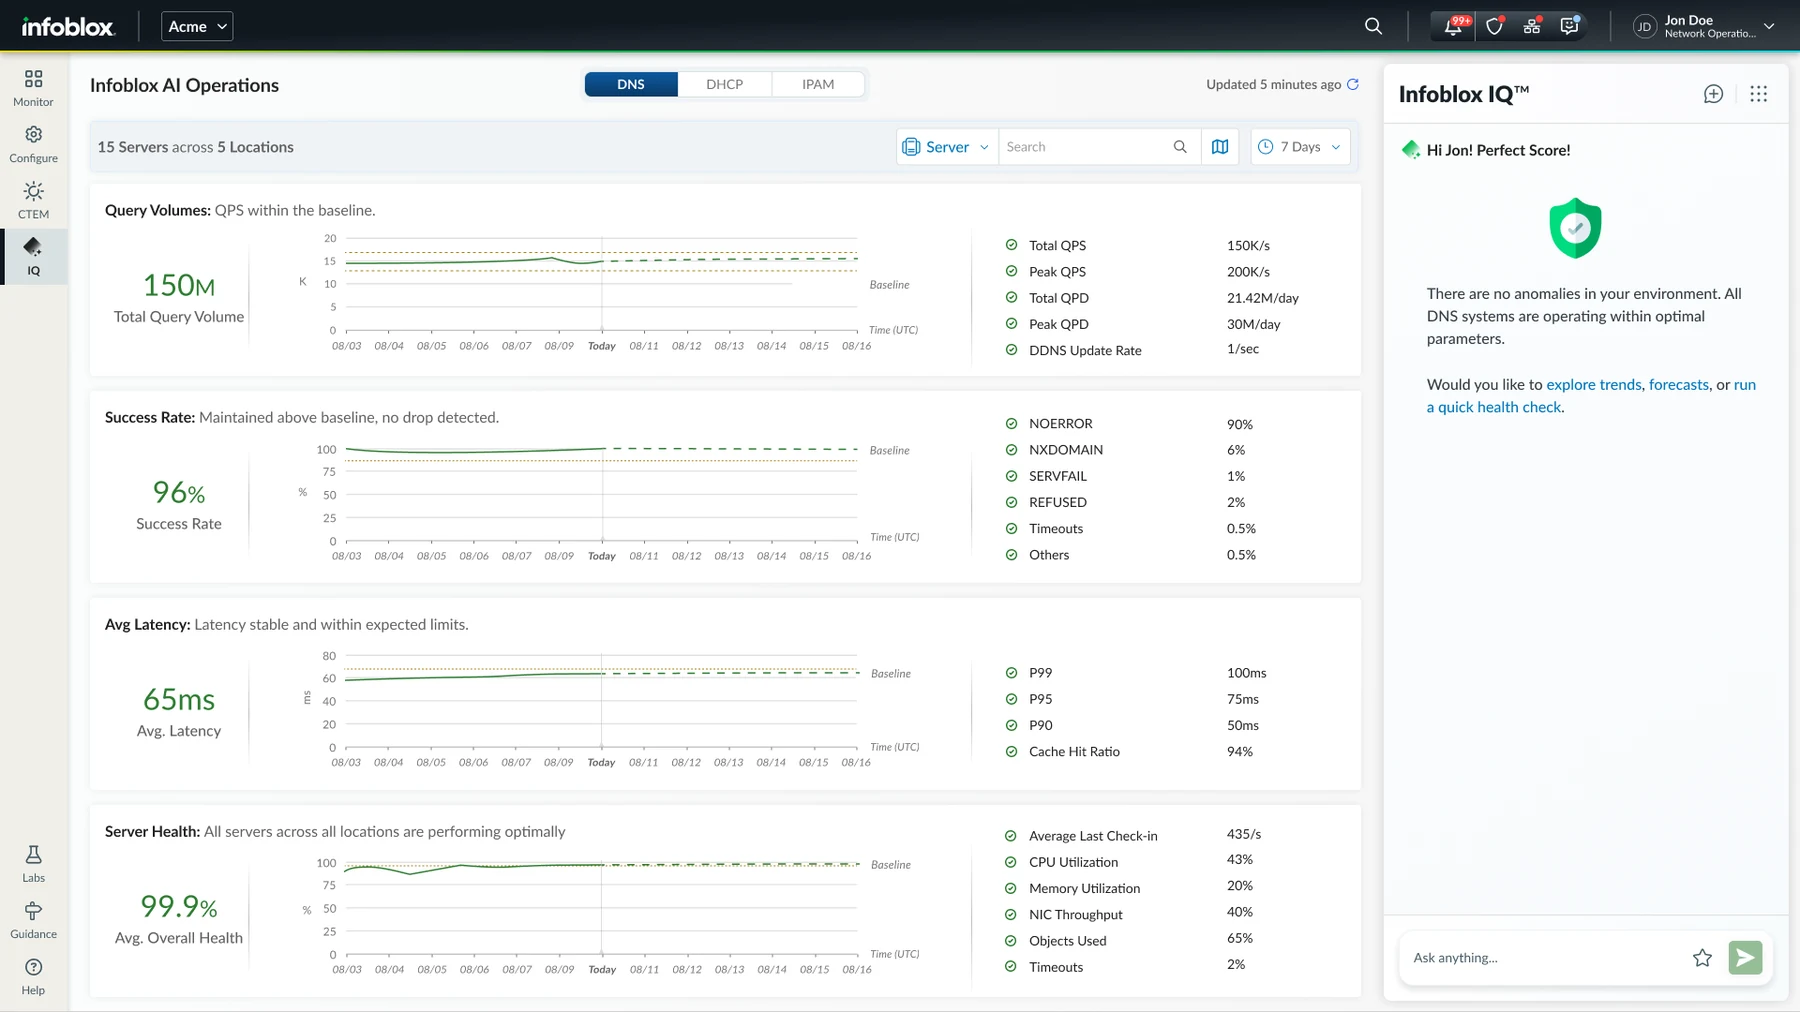 infoblox
Acme
99+
JD
Jon Doe
Network Operatio...
Monitor
Configure
CTEM
IQ
Labs
Guidance
Help
Infoblox AI Operations
DNS
DHCP
IPAM
Updated 5 minutes ago
15 Servers across 5 Locations
Server
Search
7 Days
Query Volumes: QPS within the baseline.
150M
Total Query Volume
K
20
15
10
5
0
Baseline
Time (UTC)
08/03 08/04 08/05 08/06 08/07 08/09 Today 08/11 08/12 08/13 08/14 08/15 08/16
Total QPS 150K/s
Peak QPS 200K/s
Total QPD 21.42M/day
Peak QPD 30M/day
DDNS Update Rate 1/sec
Success Rate: Maintained above baseline, no drop detected.
96%
Success Rate
%
100
75
50
25
0
Baseline
Time (UTC)
08/03 08/04 08/05 08/06 08/07 08/09 Today 08/11 08/12 08/13 08/14 08/15 08/16
NOERROR 90%
NXDOMAIN 6%
SERVFAIL 1%
REFUSED 2%
Timeouts 0.5%
Others 0.5%
Avg Latency: Latency stable and within expected limits.
65ms
Avg. Latency
ms
80
60
40
20
0
Baseline
Time (UTC)
08/03 08/04 08/05 08/06 08/07 08/09 Today 08/11 08/12 08/13 08/14 08/15 08/16
P99 100ms
P95 75ms
P90 50ms
Cache Hit Ratio 94%
Server Health: All servers across all locations are performing optimally
99.9%
Avg. Overall Health
%
100
75
50
25
0
Baseline
Time (UTC)
08/03 08/04 08/05 08/06 08/07 08/09 Today 08/11 08/12 08/13 08/14 08/15 08/16
Average Last Check-in 435/s
CPU Utilization 43%
Memory Utilization 20%
NIC Throughput 40%
Objects Used 65%
Timeouts 2%
Infoblox IQ™
Hi Jon! Perfect Score!
There are no anomalies in your environment. All
DNS systems are operating within optimal
parameters.
Would you like to explore trends, forecasts, or run
a quick health check.
Ask anything...